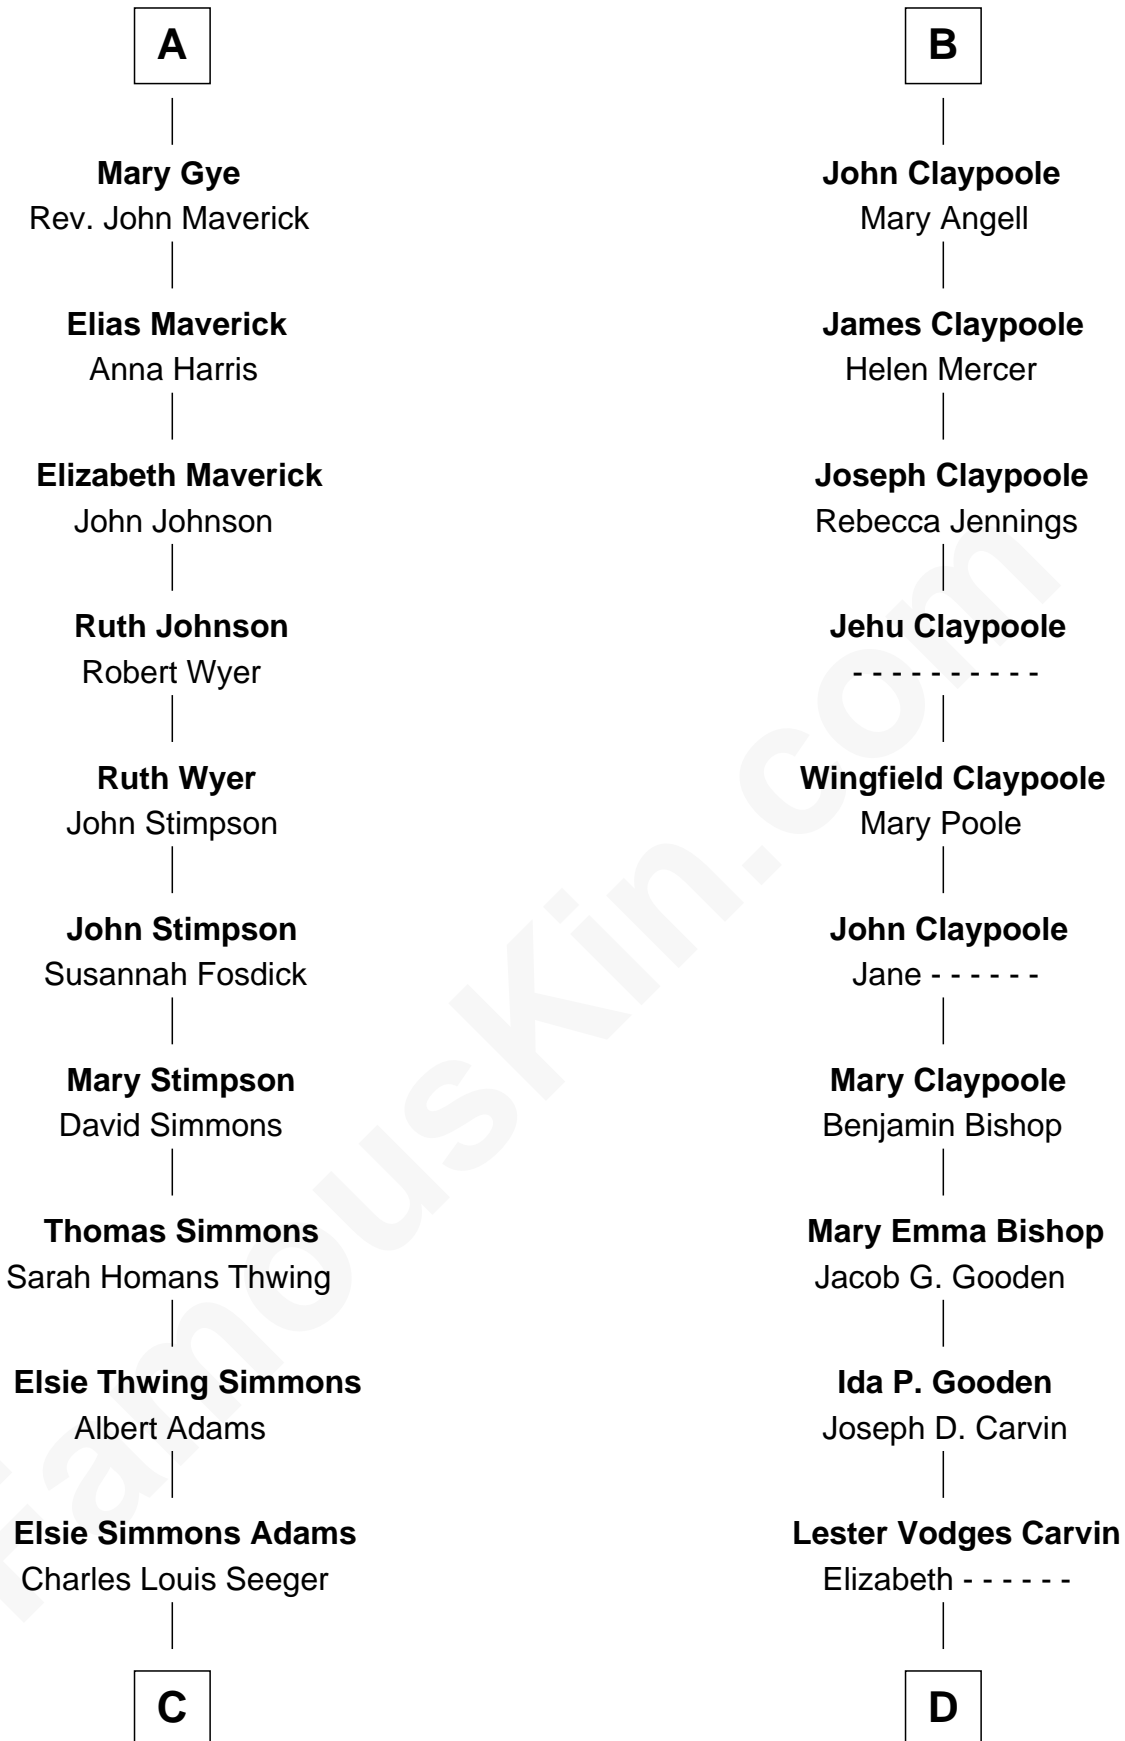 A
Mary Gye
Rev. John Maverick
Elias Maverick
Anna Harris
Elizabeth Maverick
John Johnson
Ruth Johnson
Robert Wyer
Ruth Wyer
John Stimpson
John Stimpson
Susannah Fosdick
Mary Stimpson
David Simmons
Thomas Simmons
Sarah Homans Thwing
Elsie Thwing Simmons
Albert Adams
Elsie Simmons Adams
Charles Louis Seeger
C
B
John Claypoole
Mary Angell
James Claypoole
Helen Mercer
Joseph Claypoole
Rebecca Jennings
Jehu Claypoole
- - - - - - - - - -
Wingfield Claypoole
Mary Poole
John Claypoole
Jane - - - - - -
Mary Claypoole
Benjamin Bishop
Mary Emma Bishop
Jacob G. Gooden
Ida P. Gooden
Joseph D. Carvin
Lester Vodges Carvin
Elizabeth - - - - - -
D
FamousKin.com